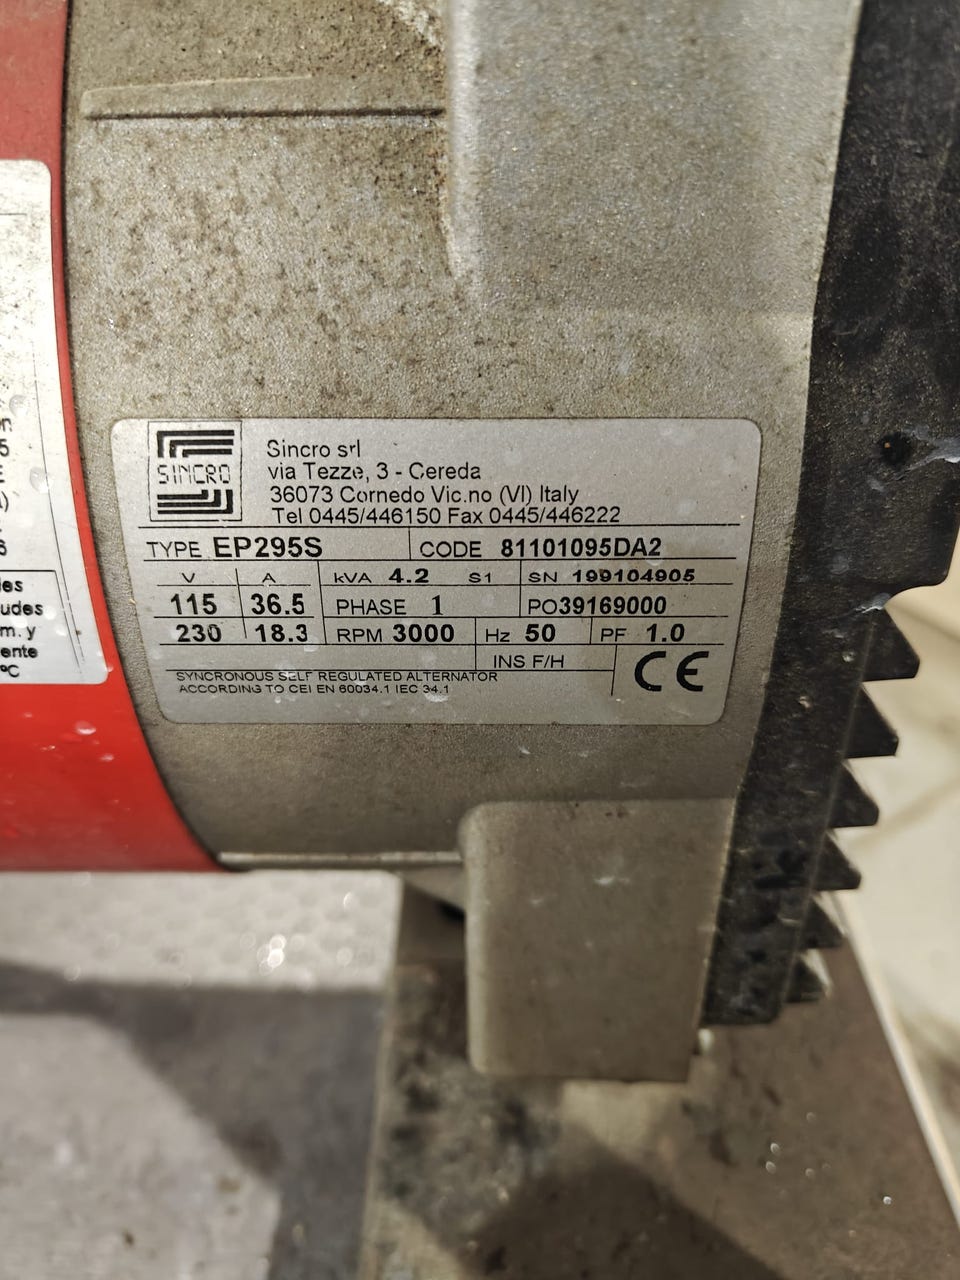 SINCRO
Sincro srl
via Tezze, 3 - Cereda
36073 Cornedo Vic.no (VI) Italy
Tel 0445/446150 Fax 0445/446222
TYPE EP295S CODE 81101095DA2
V A kVA 4.2 S1 SN 199104905
115 36.5 PHASE 1 PO39169000
230 18.3 RPM 3000 Hz 50 PF 1.0
INS F/H
CE
SYNCRONOUS SELF REGULATED ALTERNATOR
ACCORDING TO CEI EN 60034.1 IEC 34.1
m. y
ente
°C